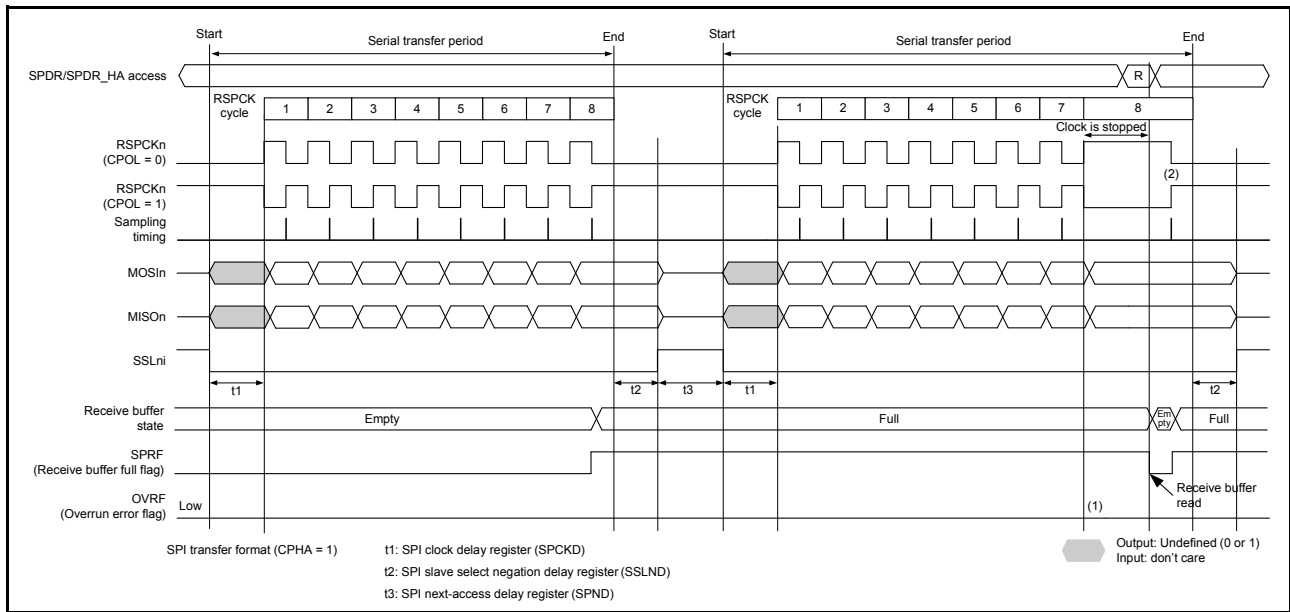 Start
Serial transfer period
End
Start
Serial transfer period
End
SPDR/SPDR_HA access
R
RSPCK
cycle
1 2 3 4 5 6 7 8
RSPCK
cycle
1 2 3 4 5 6 7 8
Clock is stopped
RSPCKn
(CPOL = 0)
(2)
RSPCKn
(CPOL = 1)
Sampling
timing
MOSIn
MISOn
SSLni
t1
t2
t3
t1
t2
Receive buffer
state
Empty
Full
Em
pty
Full
SPRF
(Receive buffer full flag)
Receive buffer
read
OVRF
(Overrun error flag)
Low
(1)
SPI transfer format (CPHA = 1)
t1: SPI clock delay register (SPCKD)
t2: SPI slave select negation delay register (SSLND)
t3: SPI next-access delay register (SPND)
Output: Undefined (0 or 1)
Input: don't care